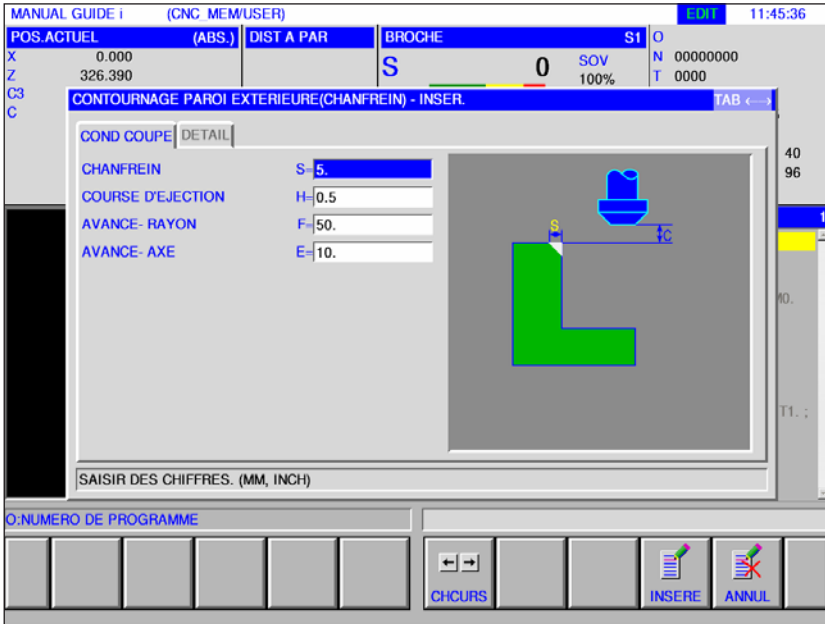 MANUAL GUIDE i (CNC_MEM/USER) EDIT 11:45:36
POS.ACTUEL (ABS.) DIST A PAR BROCHE S1 O
X 0.000 S 0 SOV N 00000000
Z 326.390 100% T 0000
C3
C
CONTOURNAGE PAROI EXTERIEURE(CHANFREIN) - INSER. TAB
COND COUPE DETAIL
CHANFREIN S= 5.
COURSE D'EJECTION H= 0.5
AVANCE- RAYON F= 50.
AVANCE- AXE E= 10.
S
C
40
96
1
M0.
T1. ;
SAISIR DES CHIFFRES. (MM, INCH)
O:NUMERO DE PROGRAMME
CHCURS INSERE ANNUL